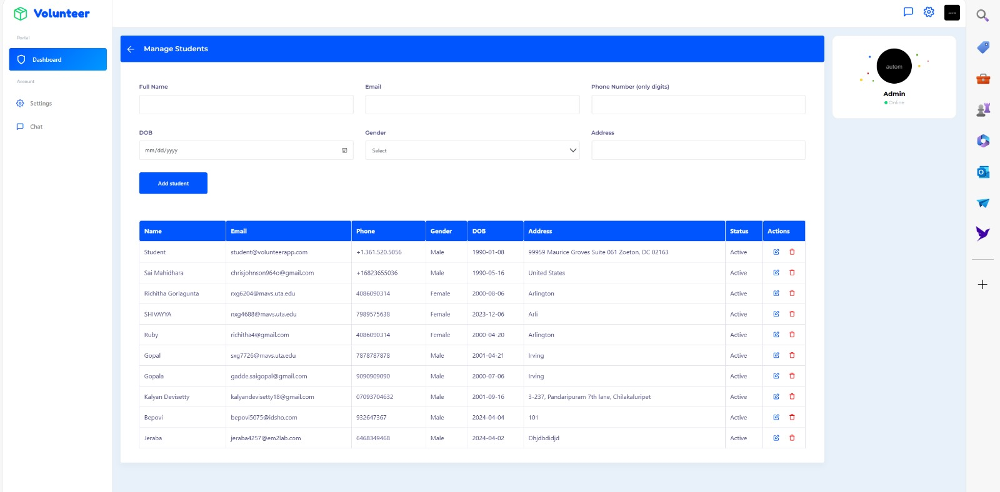 Volunteer
Portal
Dashboard
Account
Settings
Chat
Manage Students
Full Name Email Phone Number (only digits)
DOB Gender Address
mm/dd/yyyy Select
Add student
Name Email Phone Gender DOB Address Status Actions
Student student@volunteerapp.com +1.361.520.5056 Male 1990-01-08 99959 Maurice Groves Suite 061 Zoeton, DC 02163 Active
Sai Mahidhara chrisjohnson964o@gmail.com +16823655036 Male 1990-05-16 United States Active
Richitha Gorlagunta rxg6204@mavs.uta.edu 4086090314 Female 2000-08-06 Arlington Active
SHIVAYYA nxg4688@mavs.uta.edu 7989575638 Female 2023-12-06 Arli Active
Ruby richitha4@gmail.com 4086090314 Female 2000-04-20 Arlington Active
Gopal sxg7726@mavs.uta.edu 7878787878 Male 2001-04-21 Irving Active
Gopala gadde.saigopal@gmail.com 9090909090 Male 2000-07-06 Irving Active
Kalyan Devisetty kalyandevisetty18@gmail.com 07093704632 Male 2001-09-16 3-237, Pandaripuram 7th lane, Chilakaluripet Active
Bepovi bepovi5075@idsho.com 932647367 Male 2024-04-04 101 Active
Jeraba jeraba4257@em2lab.com 6468349468 Male 2024-04-02 Dhjdbdidjd Active
autem
Admin
Online